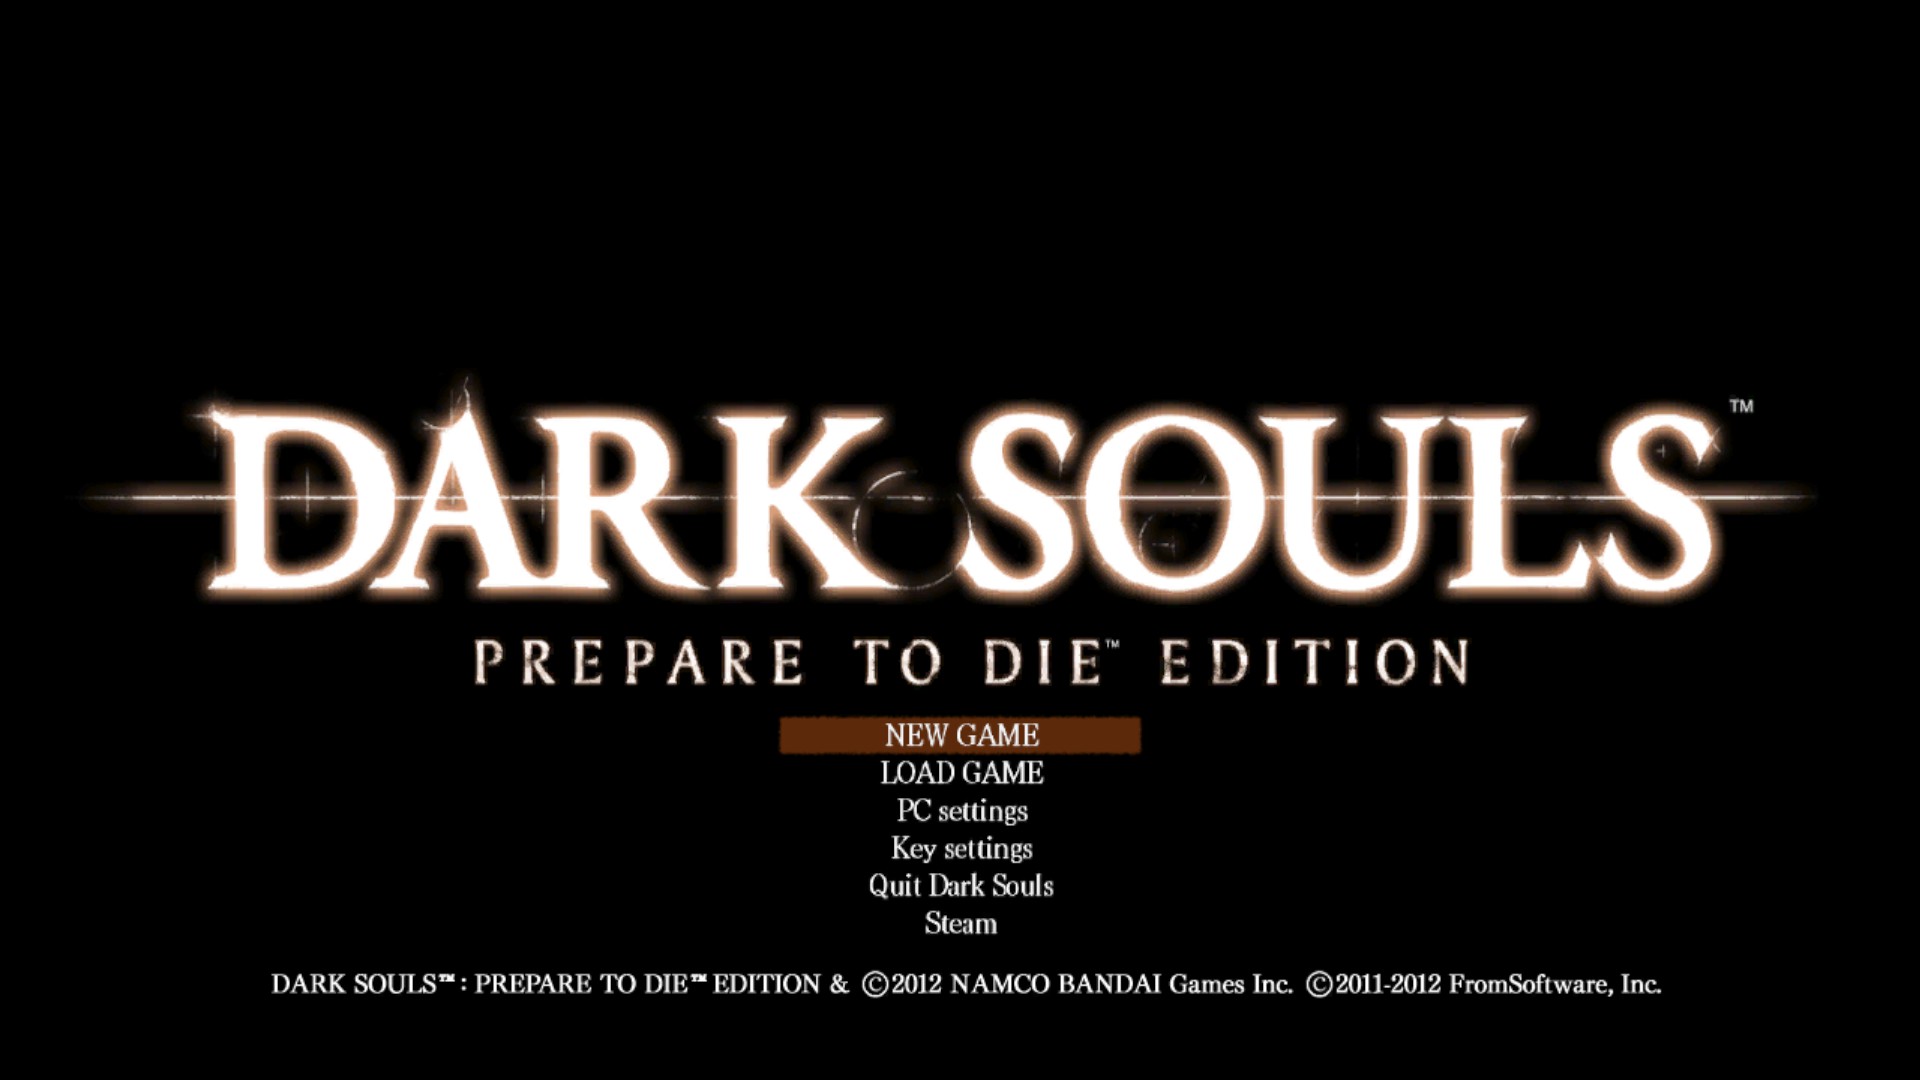 DARK SOULS™
PREPARE TO DIE™ EDITION
NEW GAME
LOAD GAME
PC settings
Key settings
Quit Dark Souls
Steam
DARK SOULS™: PREPARE TO DIE™ EDITION & ©2012 NAMCO BANDAI Games Inc. ©2011-2012 FromSoftware, Inc.